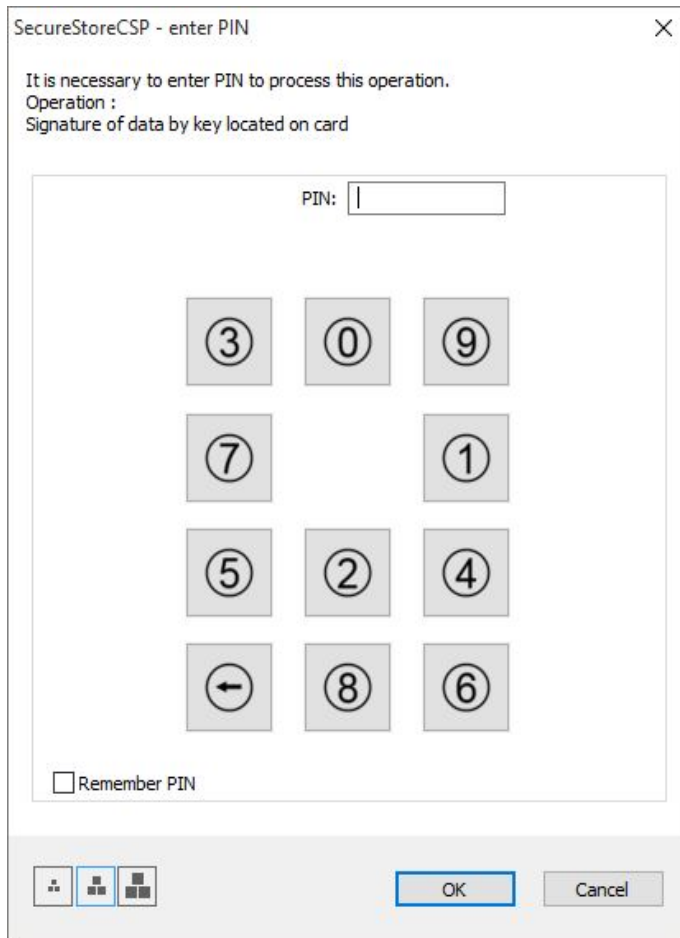 SecureStoreCSP - enter PIN
It is necessary to enter PIN to process this operation.
Operation :
Signature of data by key located on card
PIN:
3 0 9
7 1
5 2 4
8 6
Remember PIN
OK Cancel